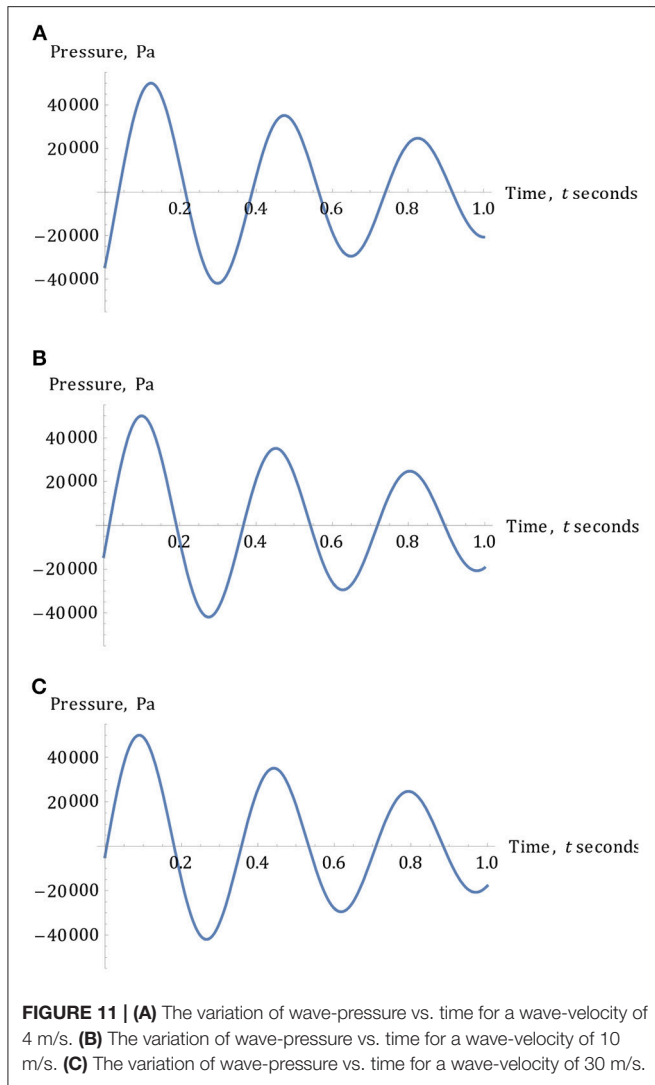 A
Pressure, Pa
40000
20000
Time, t seconds
0.2 0.4 0.6 0.8 1.0
−20000
−40000
B
Pressure, Pa
40000
20000
Time, t seconds
0.2 0.4 0.6 0.8 1.0
−20000
−40000
C
Pressure, Pa
40000
20000
Time, t seconds
0.2 0.4 0.6 0.8 1.0
−20000
−40000
FIGURE 11 | (A) The variation of wave-pressure vs. time for a wave-velocity of
4 m/s. (B) The variation of wave-pressure vs. time for a wave-velocity of 10
m/s. (C) The variation of wave-pressure vs. time for a wave-velocity of 30 m/s.